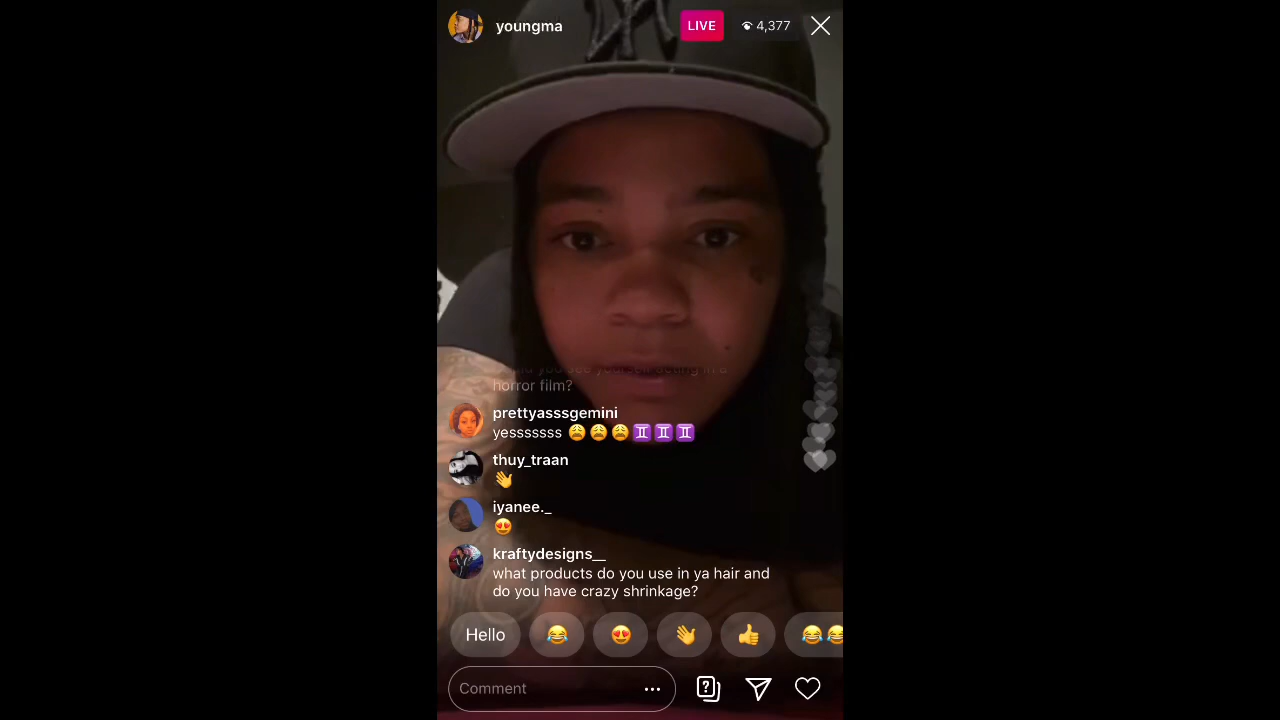 youngma
LIVE
4,377
horror film?
prettyasssgemini
yesssssss 😩😩😩♊♊♊
thuy_traan
👋
iyanee._
😍
kraftydesigns__
what products do you use in ya hair and
do you have crazy shrinkage?
Hello 😂 😍 👋 👍 😂😂
Comment